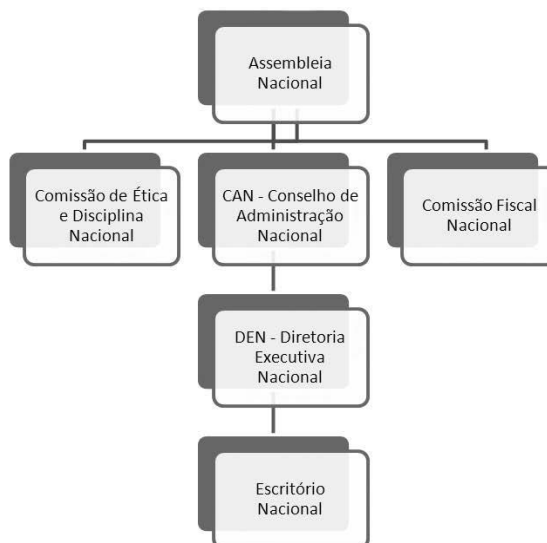 Assembleia
Nacional
Comissão de Ética
e Disciplina
Nacional
CAN - Conselho de
Administração
Nacional
Comissão Fiscal
Nacional
DEN - Diretoria
Executiva
Nacional
Escritório
Nacional